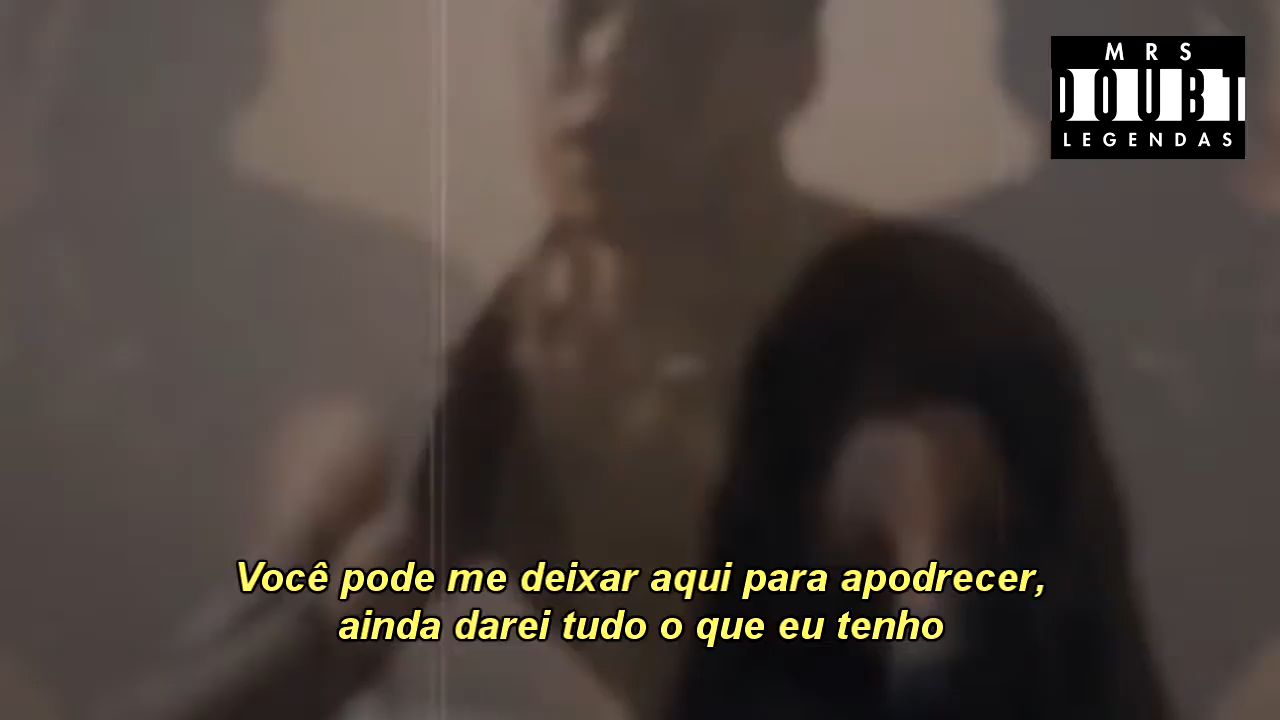 MRS
DOUBT
LEGENDAS
Você pode me deixar aqui para apodrecer,
ainda darei tudo o que eu tenho